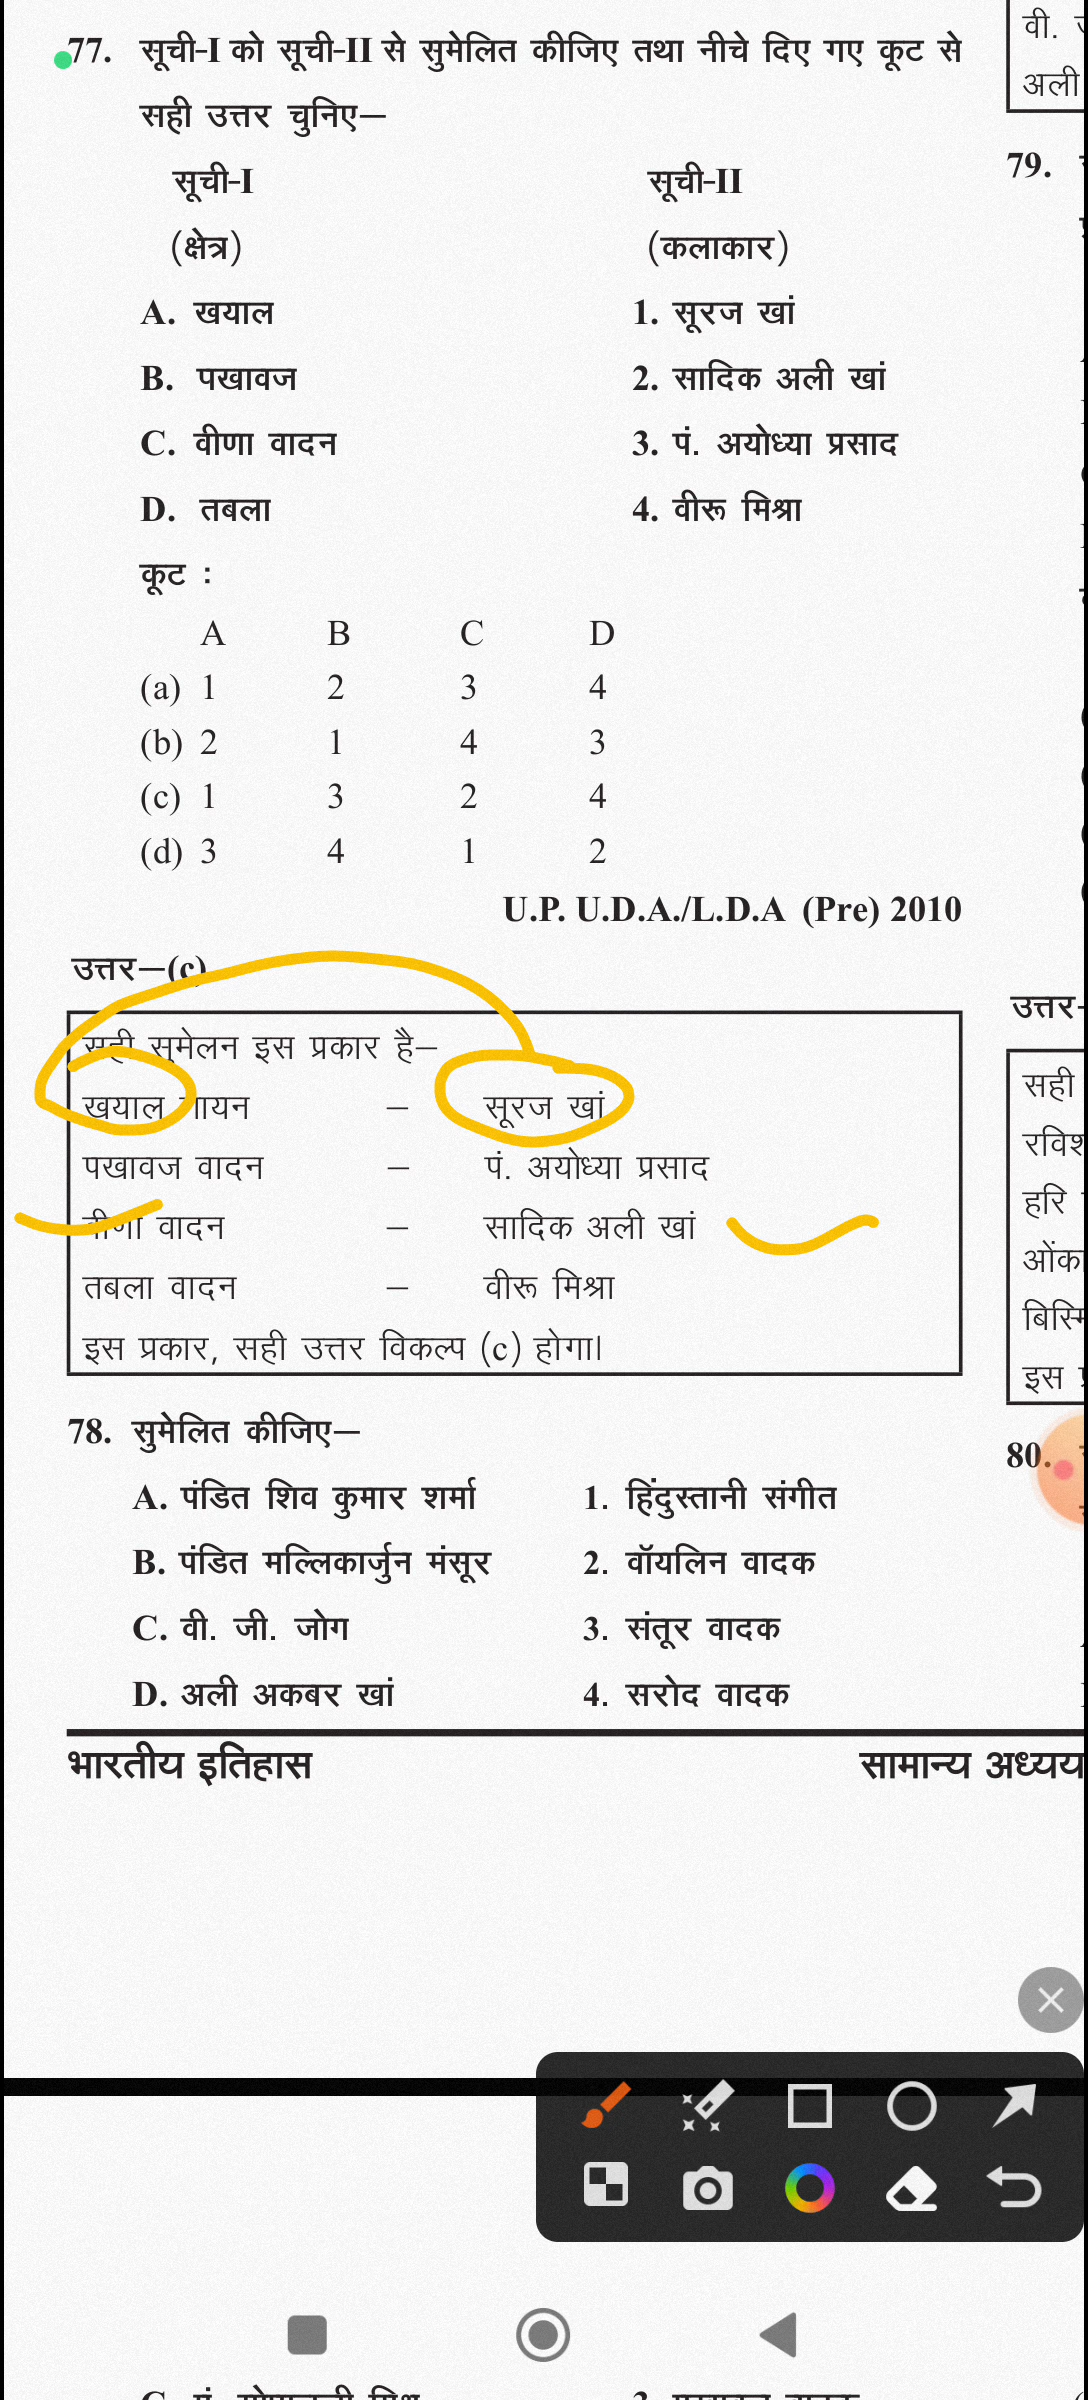 77. सूची-I को सूची-II से सुमेलित कीजिए तथा नीचे दिए गए कूट से
सही उत्तर चुनिए—
सूची-I सूची-II
(क्षेत्र) (कलाकार)
A. खयाल 1. सूरज खां
B. पखावज 2. सादिक अली खां
C. वीणा वादन 3. पं. अयोध्या प्रसाद
D. तबला 4. वीरू मिश्रा
कूट :
A B C D
(a) 1 2 3 4
(b) 2 1 4 3
(c) 1 3 2 4
(d) 3 4 1 2
U.P. U.D.A./L.D.A (Pre) 2010
उत्तर—(c)
सही सुमेलन इस प्रकार है—
खयाल गायन – सूरज खां
पखावज वादन – पं. अयोध्या प्रसाद
वीणा वादन – सादिक अली खां
तबला वादन – वीरू मिश्रा
इस प्रकार, सही उत्तर विकल्प (c) होगा।
78. सुमेलित कीजिए—
A. पंडित शिव कुमार शर्मा 1. हिंदुस्तानी संगीत
B. पंडित मल्लिकार्जुन मंसूर 2. वॉयलिन वादक
C. वी. जी. जोग 3. संतूर वादक
D. अली अकबर खां 4. सरोद वादक
भारतीय इतिहास
वी.
अली
79.
उत्तर-
सही
हरि
इस
80.